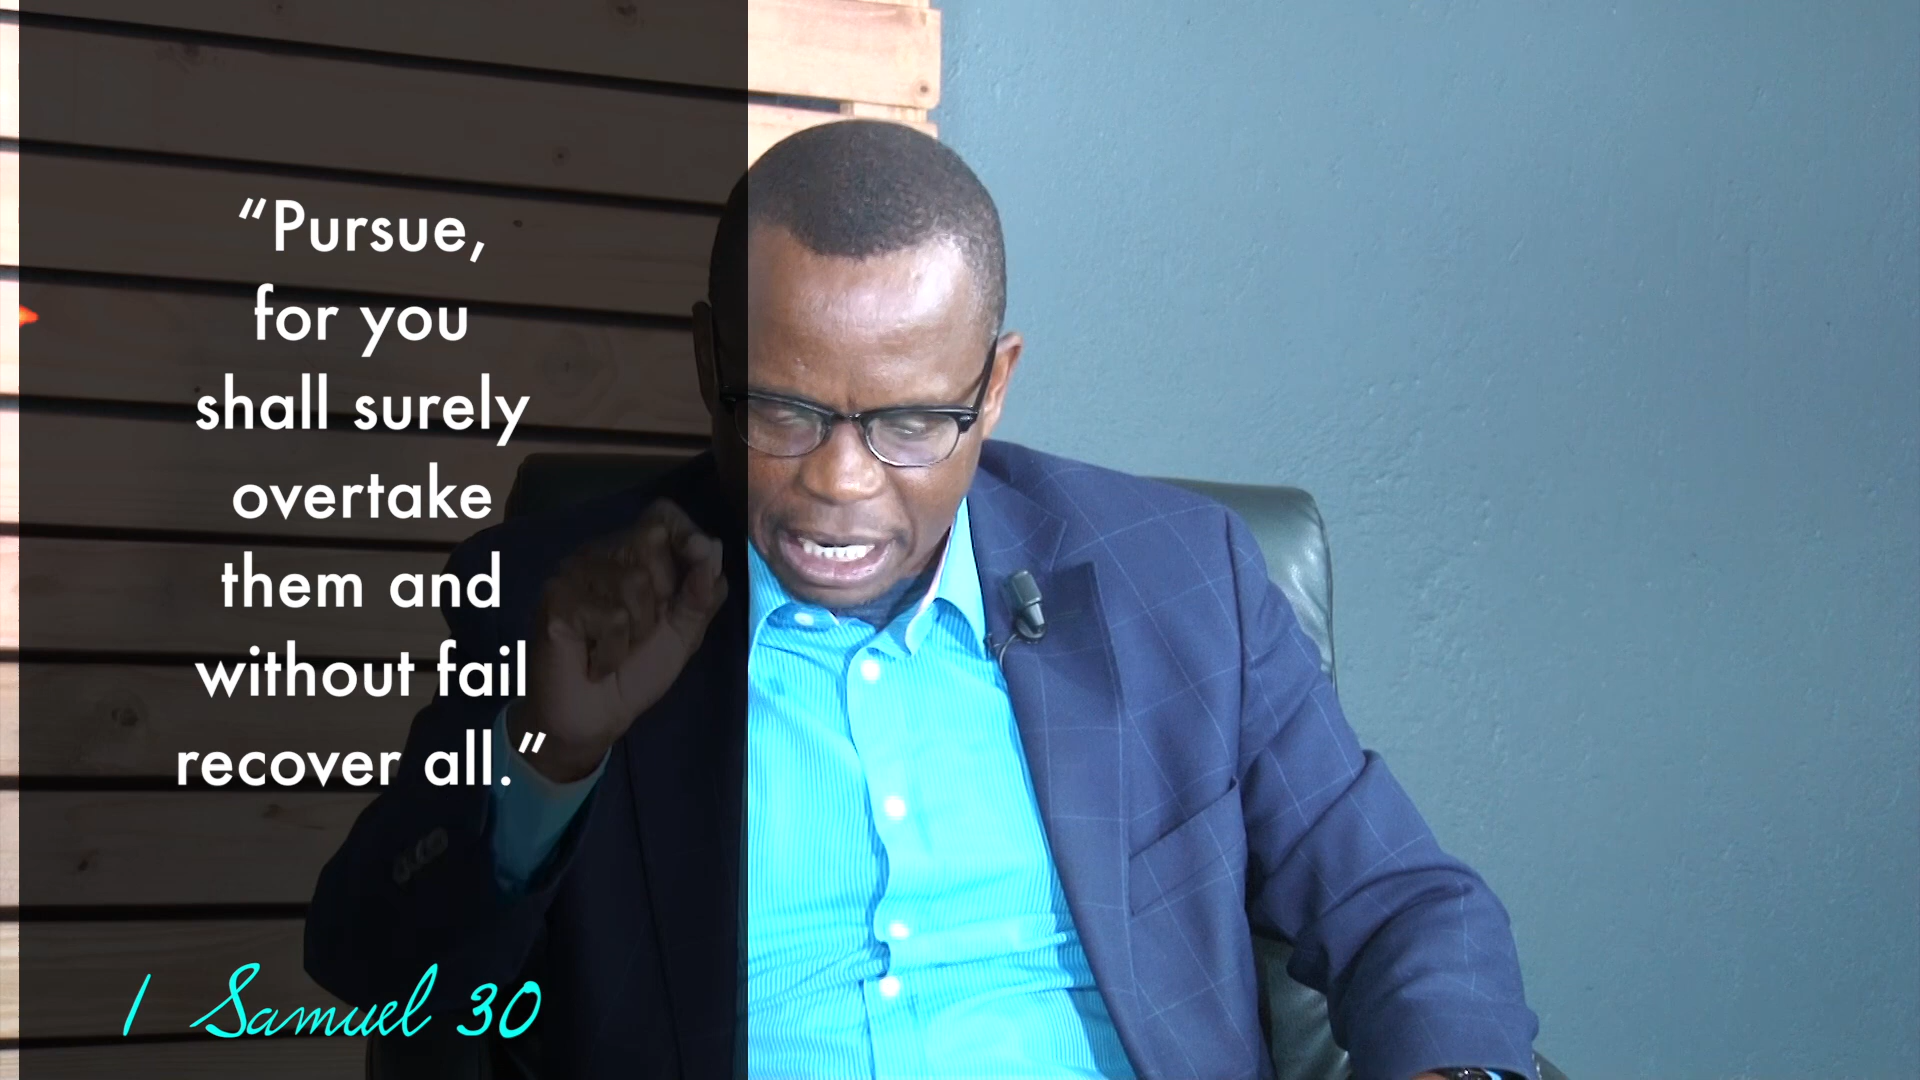 “Pursue,
for you
shall surely
overtake
them and
without fail
recover all.”
1 Samuel 30